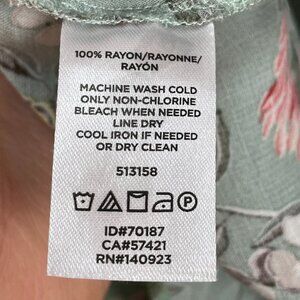 100% RAYON/RAYONNE/
RAYÓN
MACHINE WASH COLD
ONLY NON-CHLORINE
BLEACH WHEN NEEDED
LINE DRY
COOL IRON IF NEEDED
OR DRY CLEAN
513158
P
ID#70187
CA#57421
RN#140923